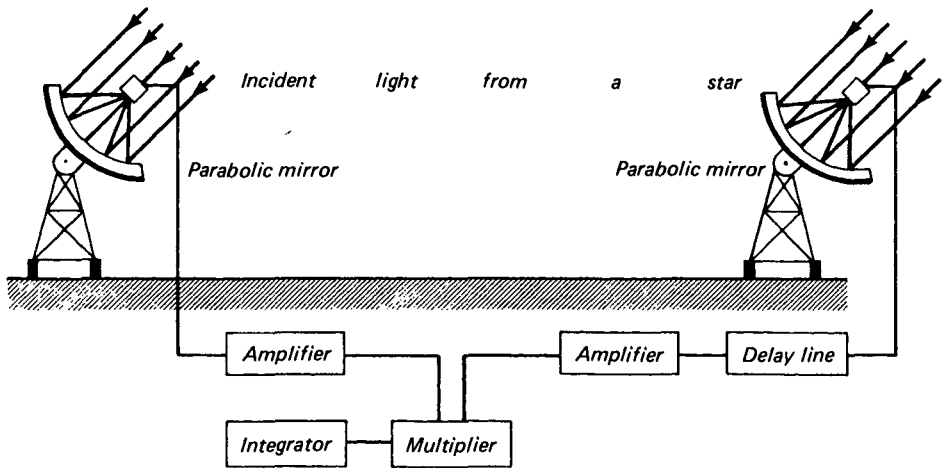 Incident light from a star
Parabolic mirror
Parabolic mirror
Amplifier
Amplifier
Delay line
Integrator
Multiplier